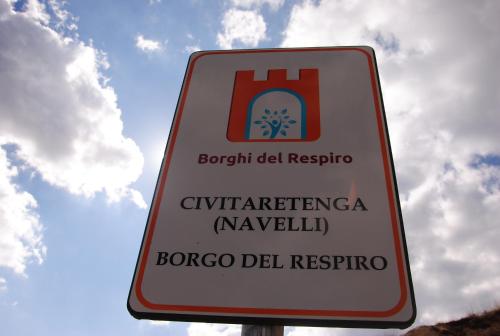 Borghi del Respiro
CIVITARETENGA
(NAVELLI)
BORGO DEL RESPIRO